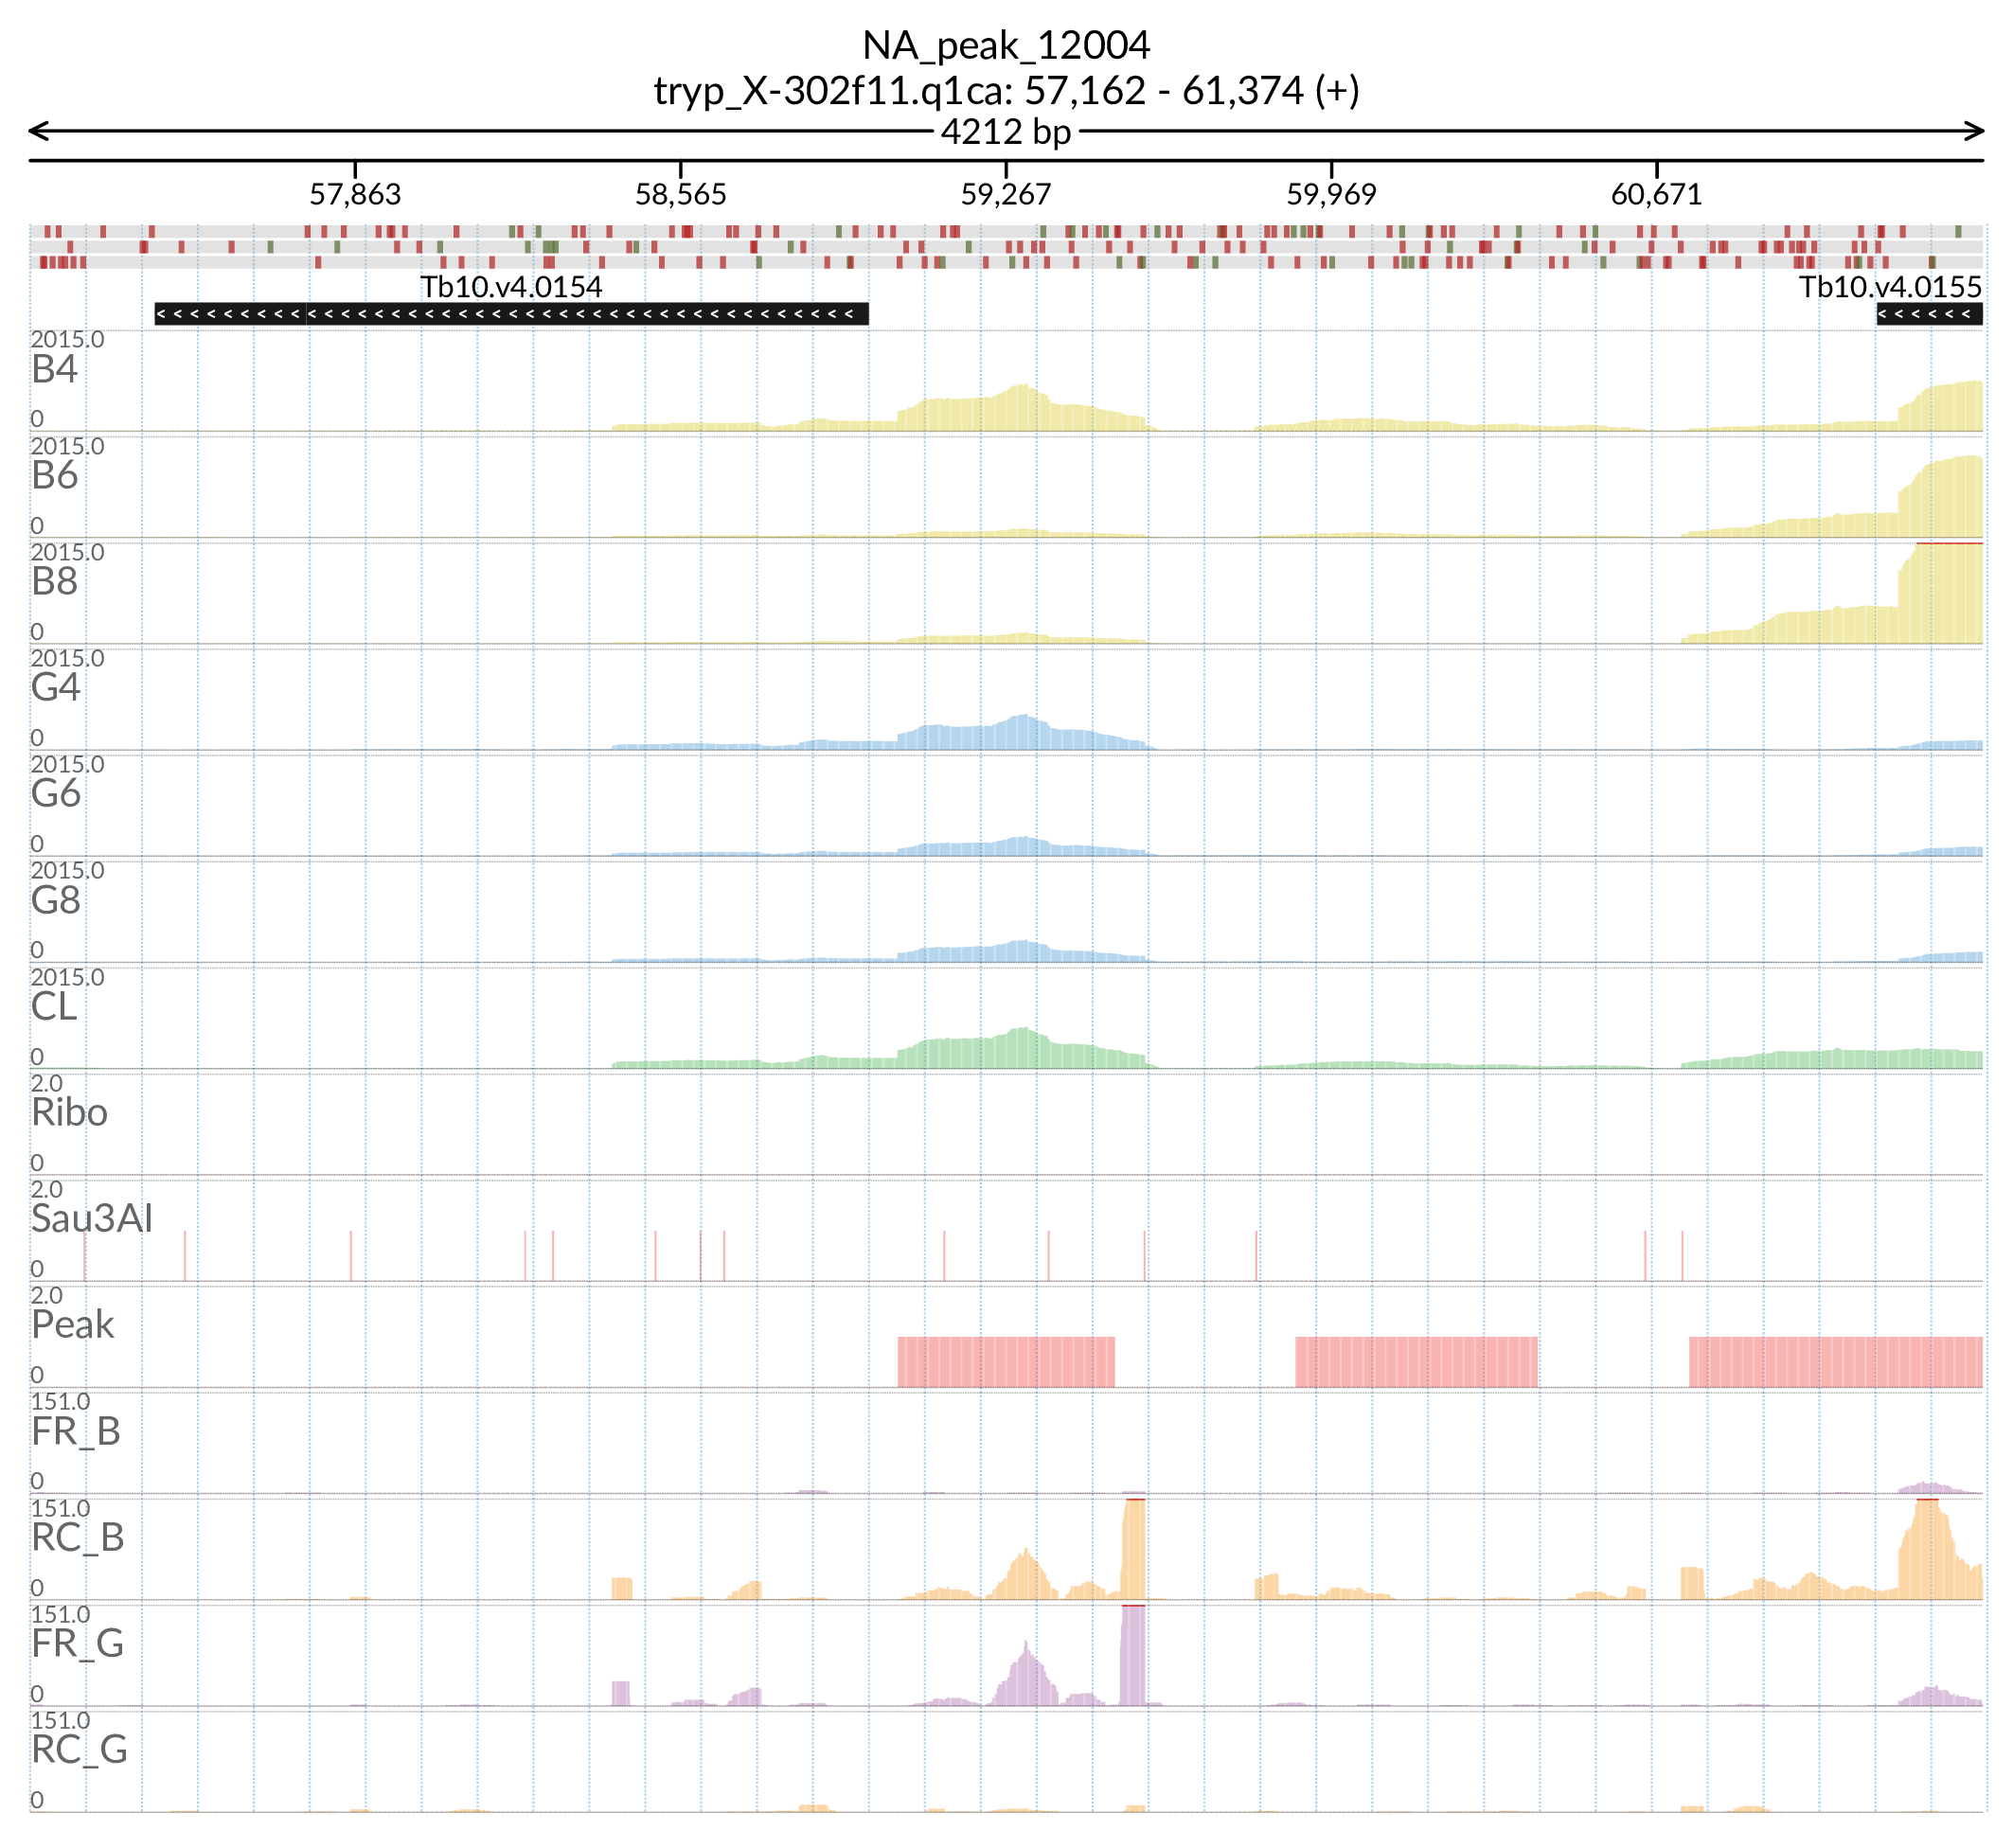 NA_peak_12004
tryp_X-302f11.q1ca: 57,162 - 61,374 (+)
4212 bp
57,863 58,565 59,267 59,969 60,671
Tb10.v4.0154 Tb10.v4.0155
2015.0
B4
0
2015.0
B6
0
2015.0
B8
0
2015.0
G4
0
2015.0
G6
0
2015.0
G8
0
2015.0
CL
0
2.0
Ribo
0
2.0
Sau3AI
0
2.0
Peak
0
151.0
FR_B
0
151.0
RC_B
0
151.0
FR_G
0
151.0
RC_G
0